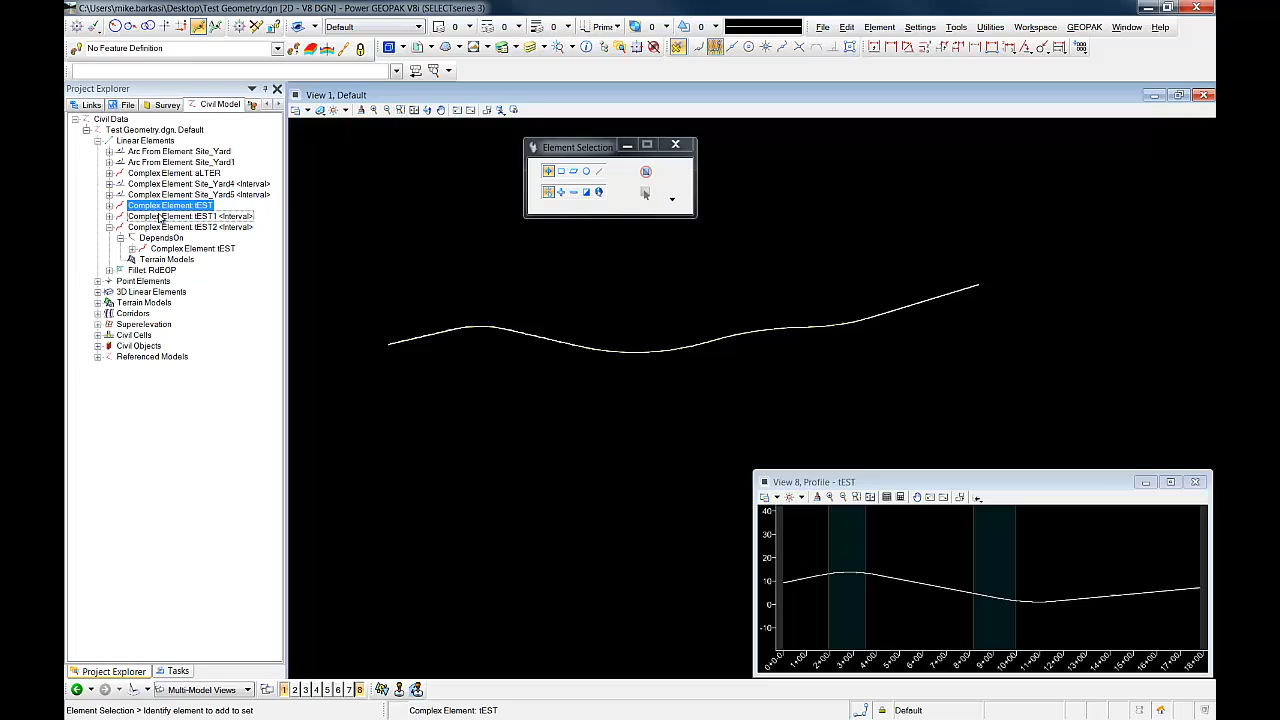 C:\Users\mike.barkasi\Desktop\Test Geometry.dgn [2D - V8 DGN] - Power GEOPAK V8i (SELECTseries 3)
Default 0 0 Prim 0 0 File Edit Element Settings Tools Utilities Workspace GEOPAK Window Help
No Feature Definition
Project Explorer
Links File Survey Civil Model
Civil Data
Test Geometry.dgn, Default
Linear Elements
Arc From Element: Site_Yard
Arc From Element: Site_Yard1
Complex Element: aLTER
Complex Element: Site_Yard4 <Interval>
Complex Element: Site_Yard5 <Interval>
Complex Element: tEST
Complex Element: tEST1 <Interval>
Complex Element: tEST2 <Interval>
DependsOn
Complex Element: tEST
Terrain Models
Fillet: RdEOP
Point Elements
3D Linear Elements
Terrain Models
Corridors
Superelevation
Civil Cells
Civil Objects
Referenced Models
View 1, Default
Element Selection
View 8, Profile - tEST
40
30
20
10
0
-10
0+00 1+00 2+00 3+00 4+00 5+00 6+00 7+00 8+00 9+00 10+00 11+00 12+00 13+00 14+00 15+00 16+00 17+00 18+00
Project Explorer Tasks
Multi-Model Views 1 2 3 4 5 6 7 8
Element Selection > Identify element to add to set Complex Element: tEST Default